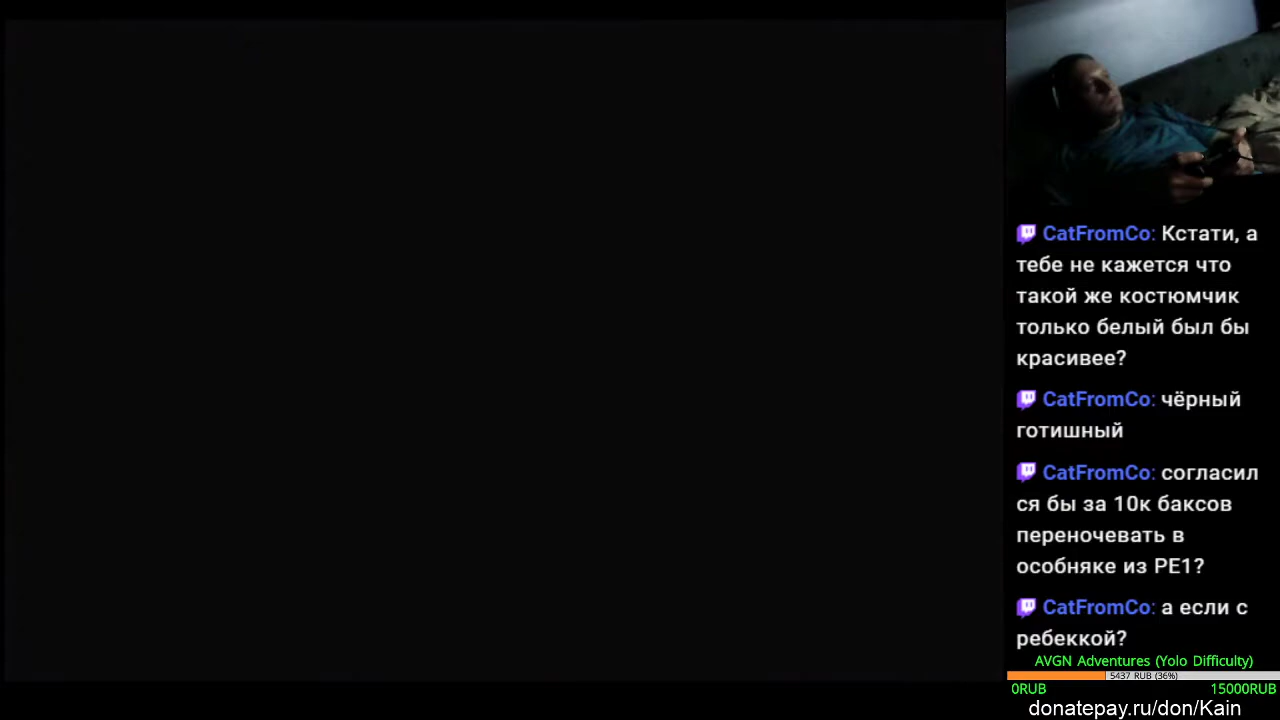 CatFromCo: Кстати, а
тебе не кажется что
такой же костюмчик
только белый был бы
красивее?
CatFromCo: чёрный
готишный
CatFromCo: согласил
ся бы за 10к баксов
переночевать в
особняке из РЕ1?
CatFromCo: а если с
ребеккой?
AVGN Adventures (Yolo Difficulty)
5437 RUB (36%)
0RUB 15000RUB
donatepay.ru/don/Kain